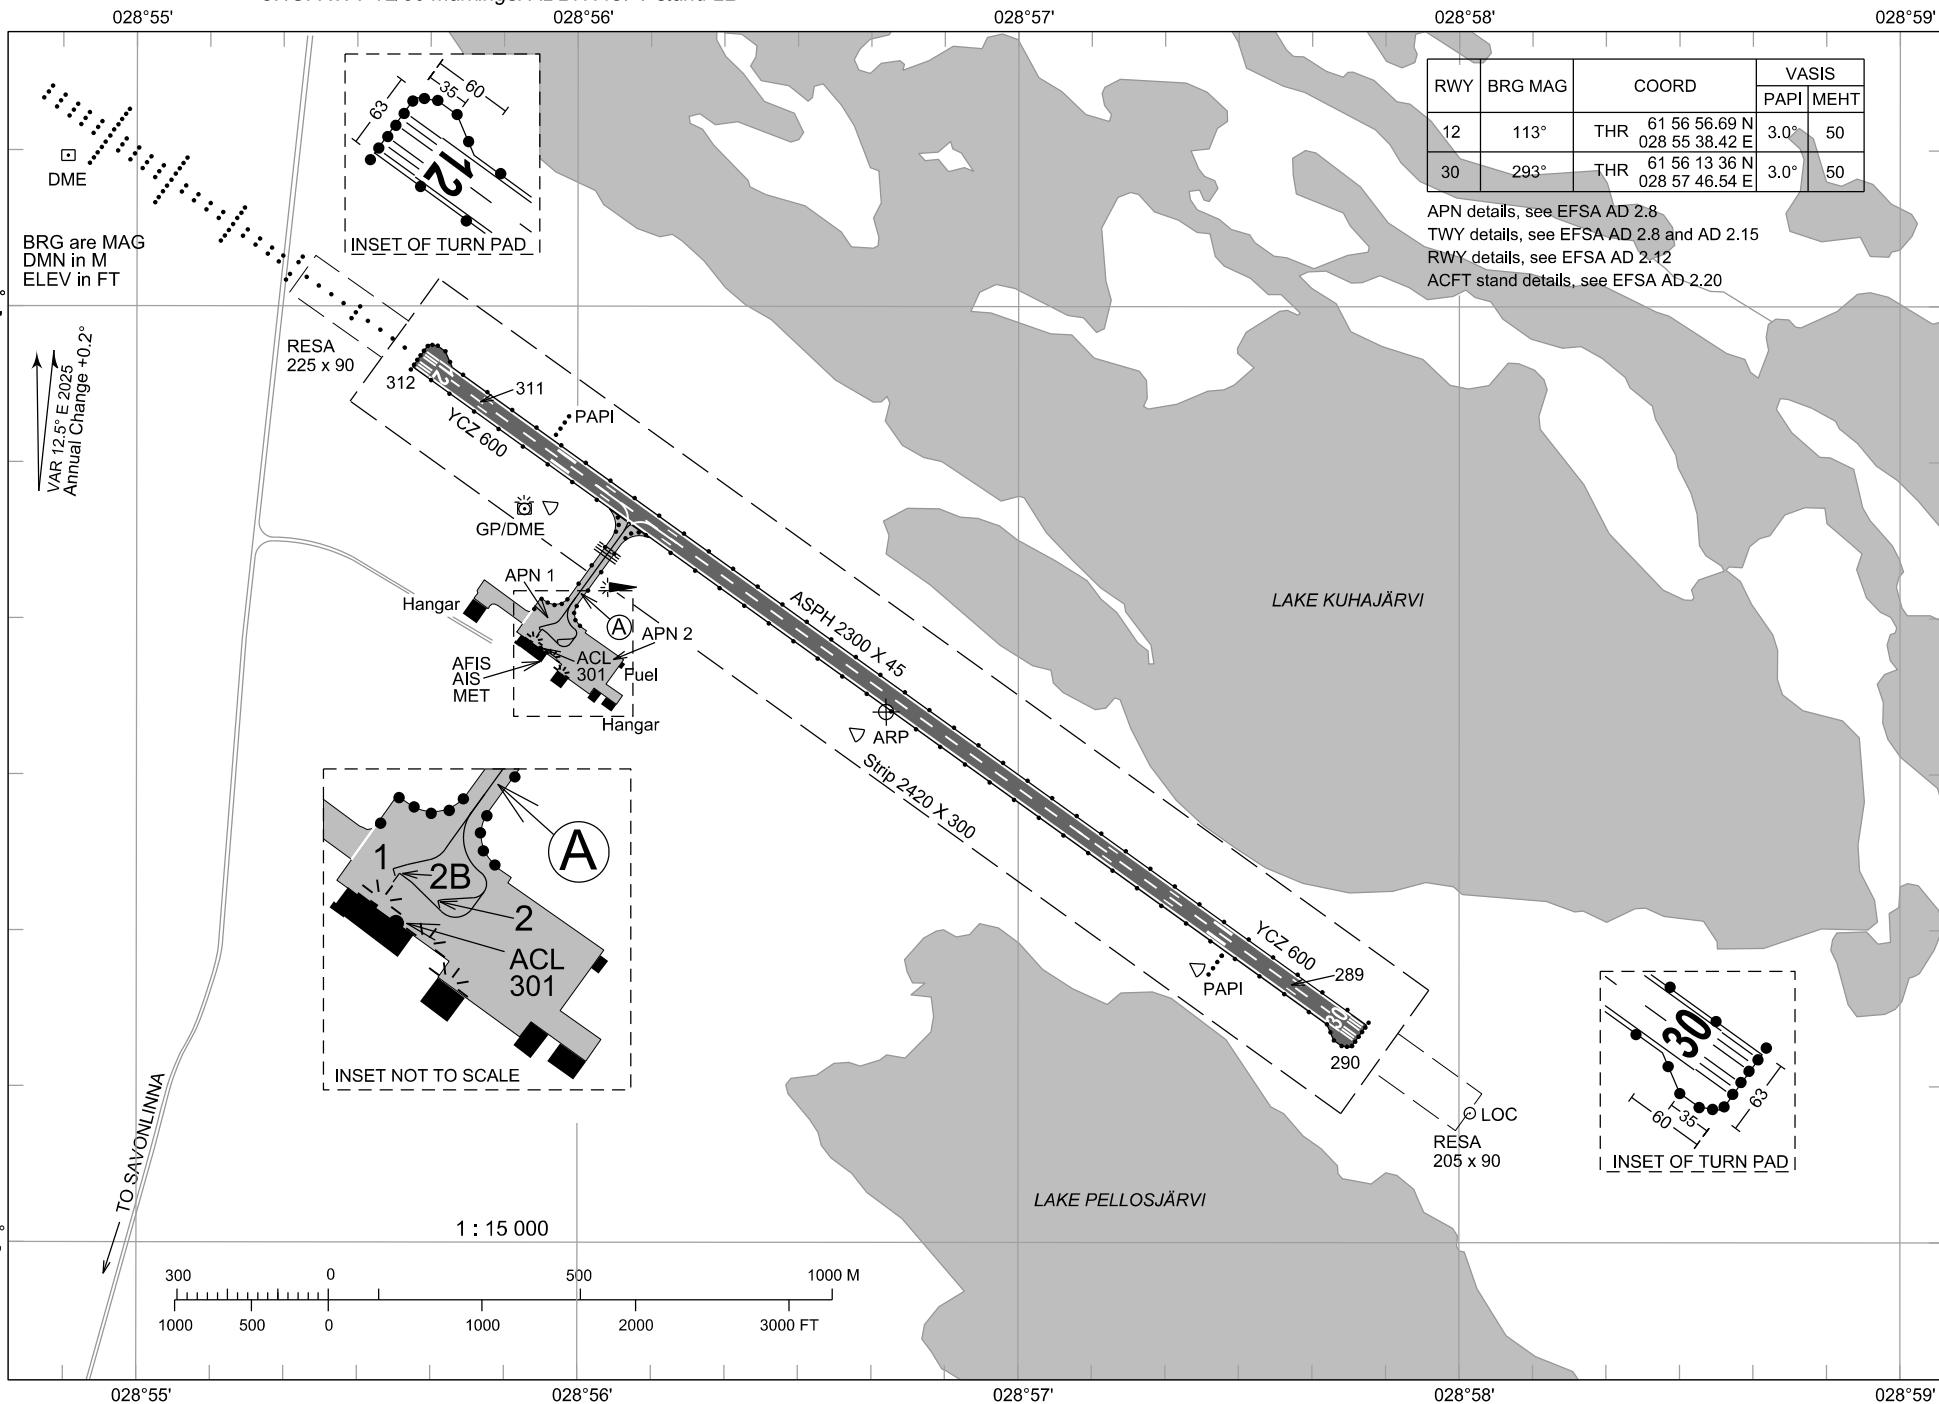 028°55'
028°56'
028°57'
028°58'
028°59'
RWY BRG MAG COORD VASIS
PAPI MEHT
12 113° THR 61 56 56.69 N 3.0° 50
028 55 38.42 E
30 293° THR 61 56 13 36 N 3.0° 50
028 57 46.54 E
APN details, see EFSA AD 2.8
TWY details, see EFSA AD 2.8 and AD 2.15
RWY details, see EFSA AD 2.12
ACFT stand details, see EFSA AD 2.20
63
35
60
12
INSET OF TURN PAD
DME
BRG are MAG
DMN in M
ELEV in FT
VAR 12.5° E 2025
Annual Change +0.2°
RESA
225 x 90
312
12
311
PAPI
YCZ 600
GP/DME
APN 1
Hangar
A
APN 2
AFIS
AIS
MET
ACL
301
Fuel
Hangar
ASPH 2300 X 45
ARP
Strip 2420 X 300
LAKE KUHAJÄRVI
1
2B
A
2
ACL
301
INSET NOT TO SCALE
YCZ 600
289
PAPI
30
290
LOC
RESA
205 x 90
30
60
35
63
INSET OF TURN PAD
LAKE PELLOSJÄRVI
TO SAVONLINNA
1 : 15 000
300 0 500 1000 M
1000 500 0 1000 2000 3000 FT
028°55'
028°56'
028°57'
028°58'
028°59'